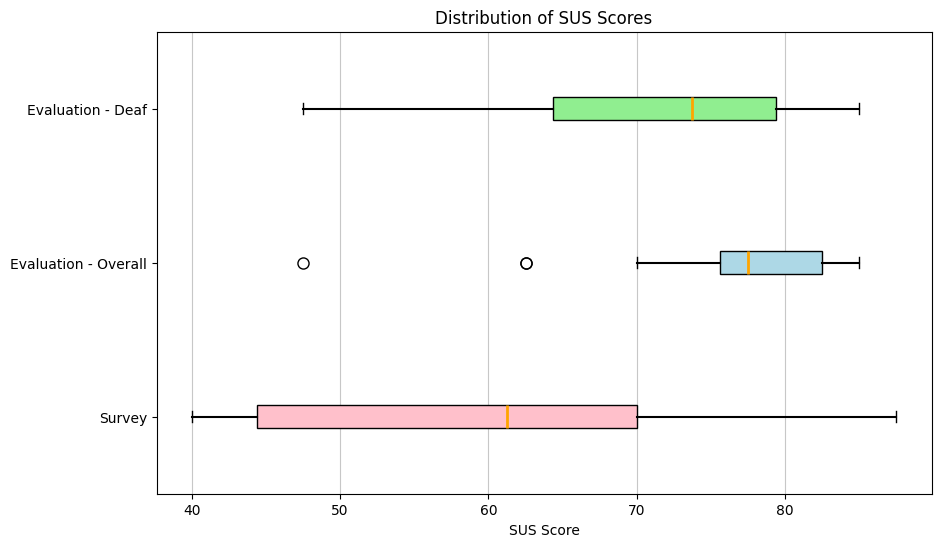 Distribution of SUS Scores
Evaluation - Deaf
Evaluation - Overall
Survey
40 50 60 70 80
SUS Score